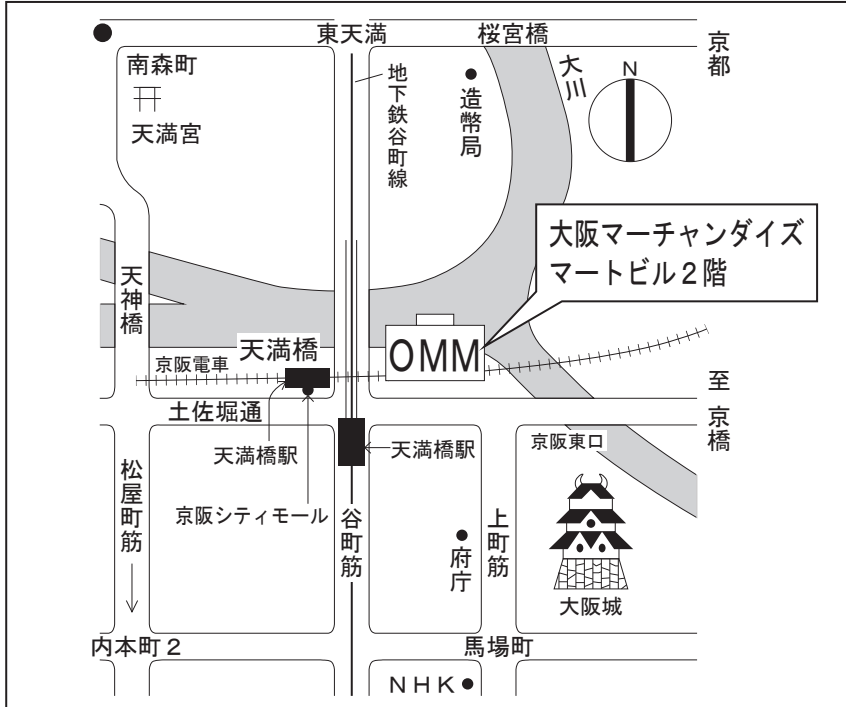 東天満
桜宮橋
京都
南森町
天満宮
地下鉄谷町線
造幣局
大川
N
大阪マーチャンダイズ
マートビル２階
天神橋
天満橋
京阪電車
OMM
至 京橋
土佐堀通
天満橋駅
天満橋駅
京阪東口
京阪シティモール
松屋町筋
谷町筋
上町筋
府庁
大阪城
内本町２
馬場町
NHK